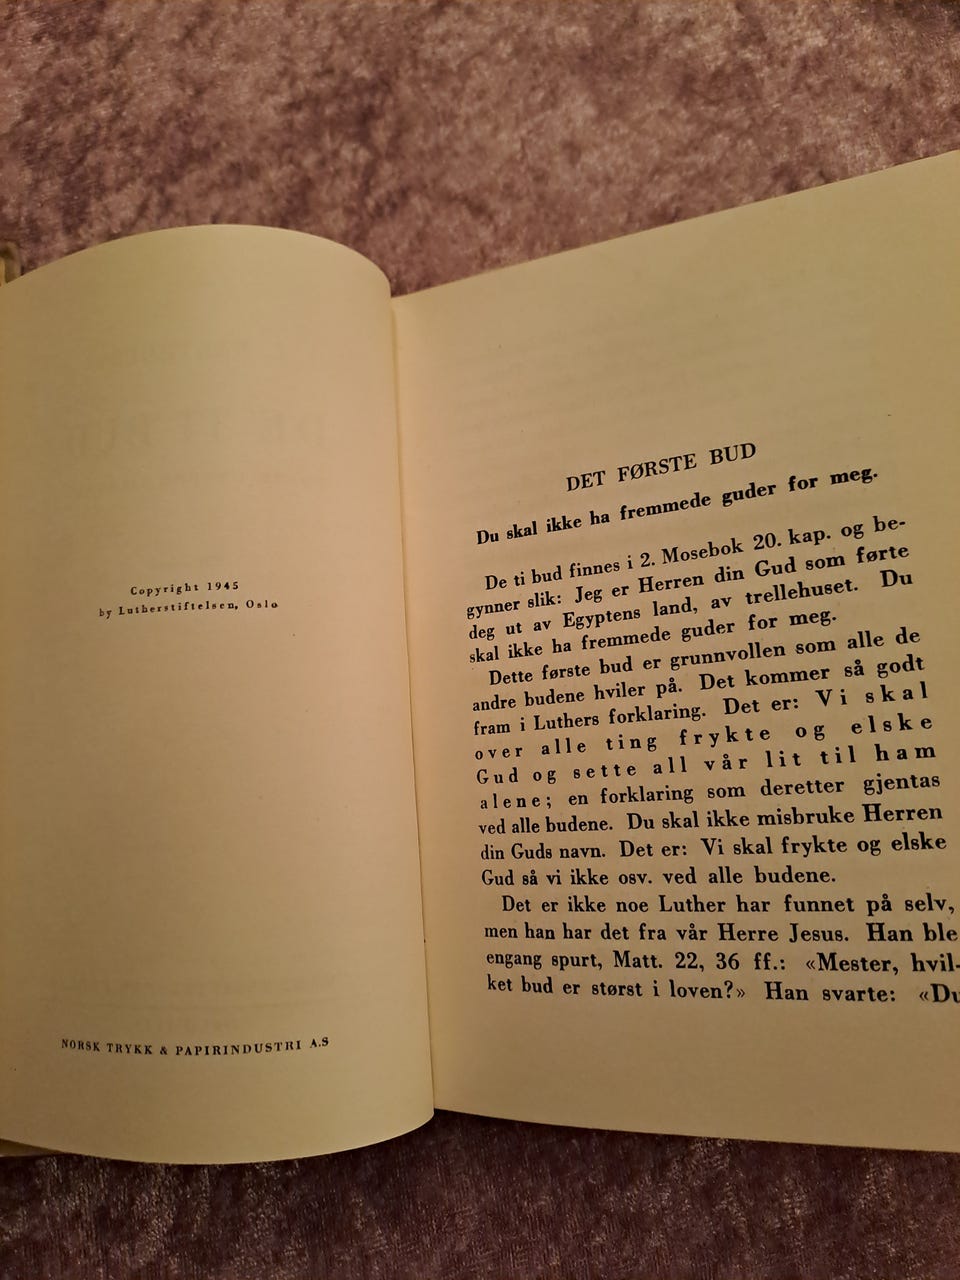 Copyright 1945
by Lutherstiftelsen, Oslo
NORSK TRYKK & PAPIRINDUSTRI A.S
DET FØRSTE BUD
Du skal ikke ha fremmede guder for meg.
De ti bud finnes i 2. Mosebok 20. kap. og be-
gynner slik: Jeg er Herren din Gud som førte
deg ut av Egyptens land, av trellehuset. Du
skal ikke ha fremmede guder for meg.
Dette første bud er grunnvollen som alle de
andre budene hviler på. Det kommer så godt
fram i Luthers forklaring. Det er: Vi skal
over alle ting frykte og elske
Gud og sette all vår lit til ham
alene; en forklaring som deretter gjentas
ved alle budene. Du skal ikke misbruke Herren
din Guds navn. Det er: Vi skal frykte og elske
Gud så vi ikke osv. ved alle budene.
Det er ikke noe Luther har funnet på selv,
men han har det fra vår Herre Jesus. Han ble
engang spurt, Matt. 22, 36 ff.: «Mester, hvil-
ket bud er størst i loven?» Han svarte: «Du